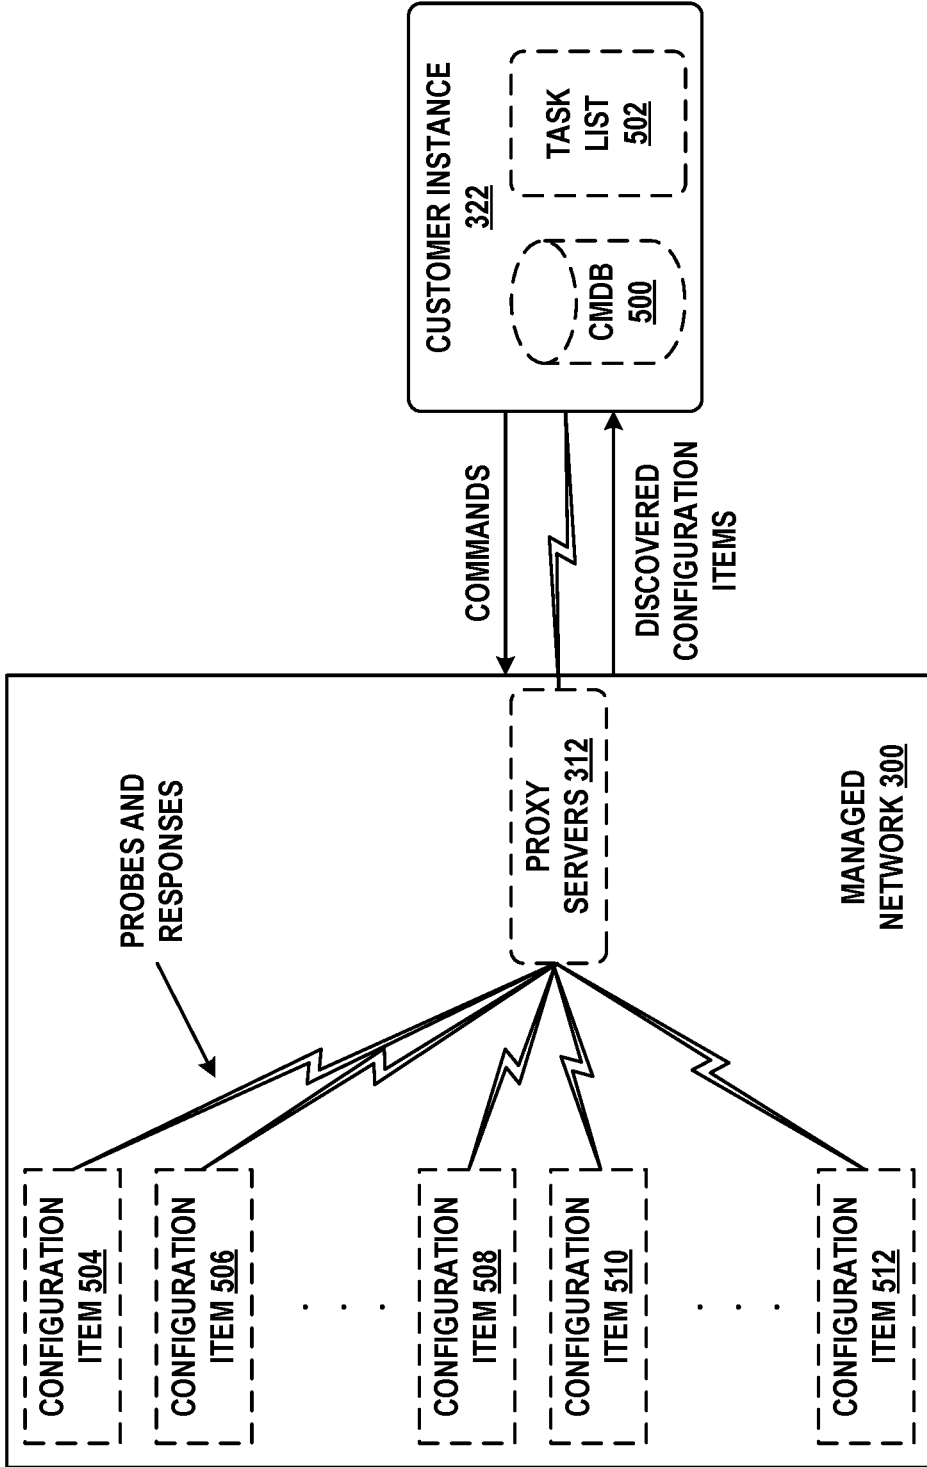 CUSTOMER INSTANCE
322
CMDB
500
TASK
LIST
502
COMMANDS
DISCOVERED
CONFIGURATION
ITEMS
PROBES AND
RESPONSES
PROXY
SERVERS 312
MANAGED
NETWORK 300
CONFIGURATION
ITEM 504
CONFIGURATION
ITEM 506
CONFIGURATION
ITEM 508
CONFIGURATION
ITEM 510
CONFIGURATION
ITEM 512